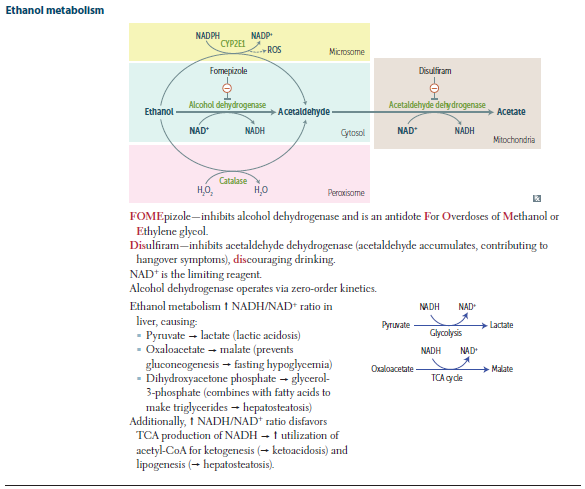 Ethanol metabolism
NADPH NADP+
CYP2E1
ROS
Microsome
Fomepizole
Disulfiram
Ethanol
Alcohol dehydrogenase
Acetaldehyde
Acetaldehyde dehydrogenase
Acetate
NAD+ NADH
Cytosol
NAD+ NADH
Mitochondria
Catalase
H₂O₂ H₂O
Peroxisome
FOMEpizole—inhibits alcohol dehydrogenase and is an antidote For Overdoses of Methanol or
Ethylene glycol.
Disulfiram—inhibits acetaldehyde dehydrogenase (acetaldehyde accumulates, contributing to
hangover symptoms), discouraging drinking.
NAD+ is the limiting reagent.
Alcohol dehydrogenase operates via zero-order kinetics.
Ethanol metabolism ↑ NADH/NAD+ ratio in
liver, causing:
▪ Pyruvate → lactate (lactic acidosis)
▪ Oxaloacetate → malate (prevents
gluconeogenesis → fasting hypoglycemia)
▪ Dihydroxyacetone phosphate → glycerol-
3-phosphate (combines with fatty acids to
make triglycerides → hepatosteatosis)
Additionally, ↑ NADH/NAD+ ratio disfavors
TCA production of NADH → ↑ utilization of
acetyl-CoA for ketogenesis (→ ketoacidosis) and
lipogenesis (→ hepatosteatosis).
NADH NAD+
Pyruvate Lactate
Glycolysis
NADH NAD+
Oxaloacetate Malate
TCA cycle